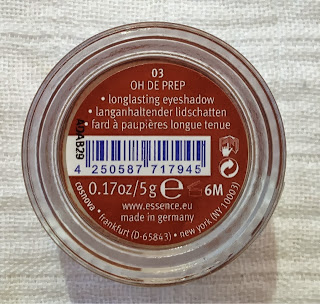 03
OH DE PREP
• longlasting eyeshadow
• langanhaltender lidschatten
• fard à paupières longue tenue
ADAB29
4 250587 717945
0.17oz/5g e 6M
www.essence.eu
made in germany
cosnova • frankfurt (D-65843) • new york (NY 10003)